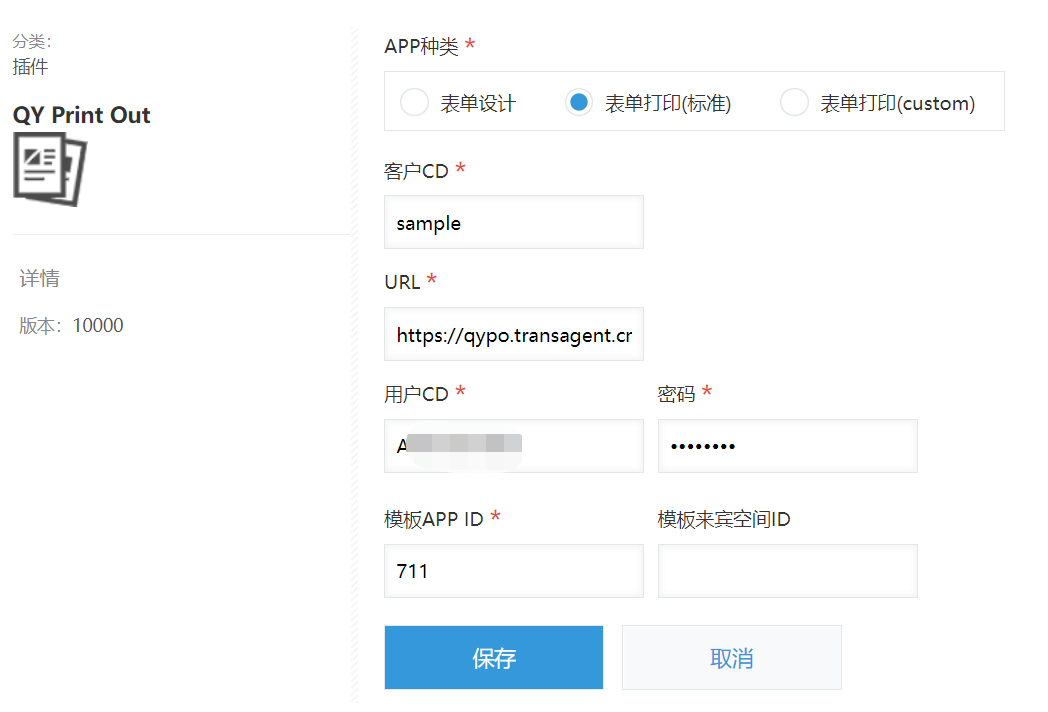 分类：
插件
QY Print Out
详情
版本：10000
APP种类 *
表单设计 表单打印(标准) 表单打印(custom)
客户CD *
sample
URL *
https://qypo.transagent.cr
用户CD * 密码 *
A ••••••••
模板APP ID * 模板来宾空间ID
711
保存 取消